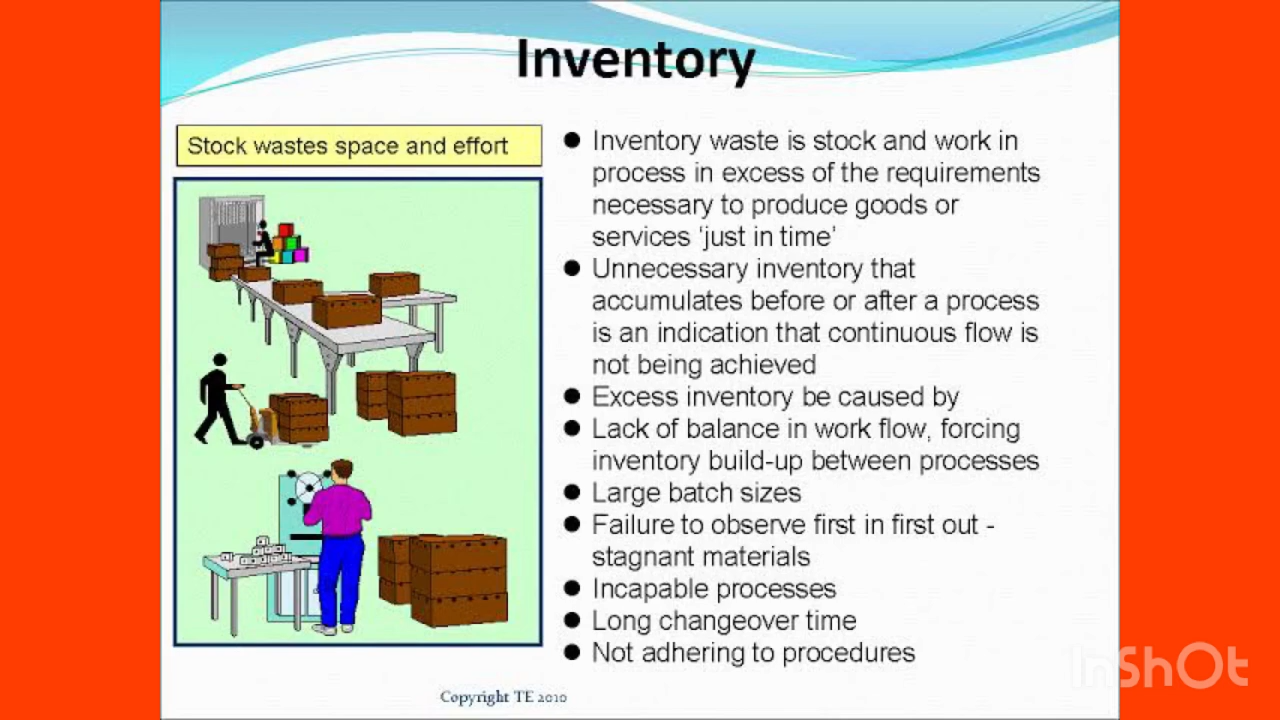 Inventory
Stock wastes space and effort
● Inventory waste is stock and work in
process in excess of the requirements
necessary to produce goods or
services ‘just in time’
● Unnecessary inventory that
accumulates before or after a process
is an indication that continuous flow is
not being achieved
● Excess inventory be caused by
● Lack of balance in work flow, forcing
inventory build-up between processes
● Large batch sizes
● Failure to observe first in first out -
stagnant materials
● Incapable processes
● Long changeover time
● Not adhering to procedures
Copyright TE 2010
InShOt